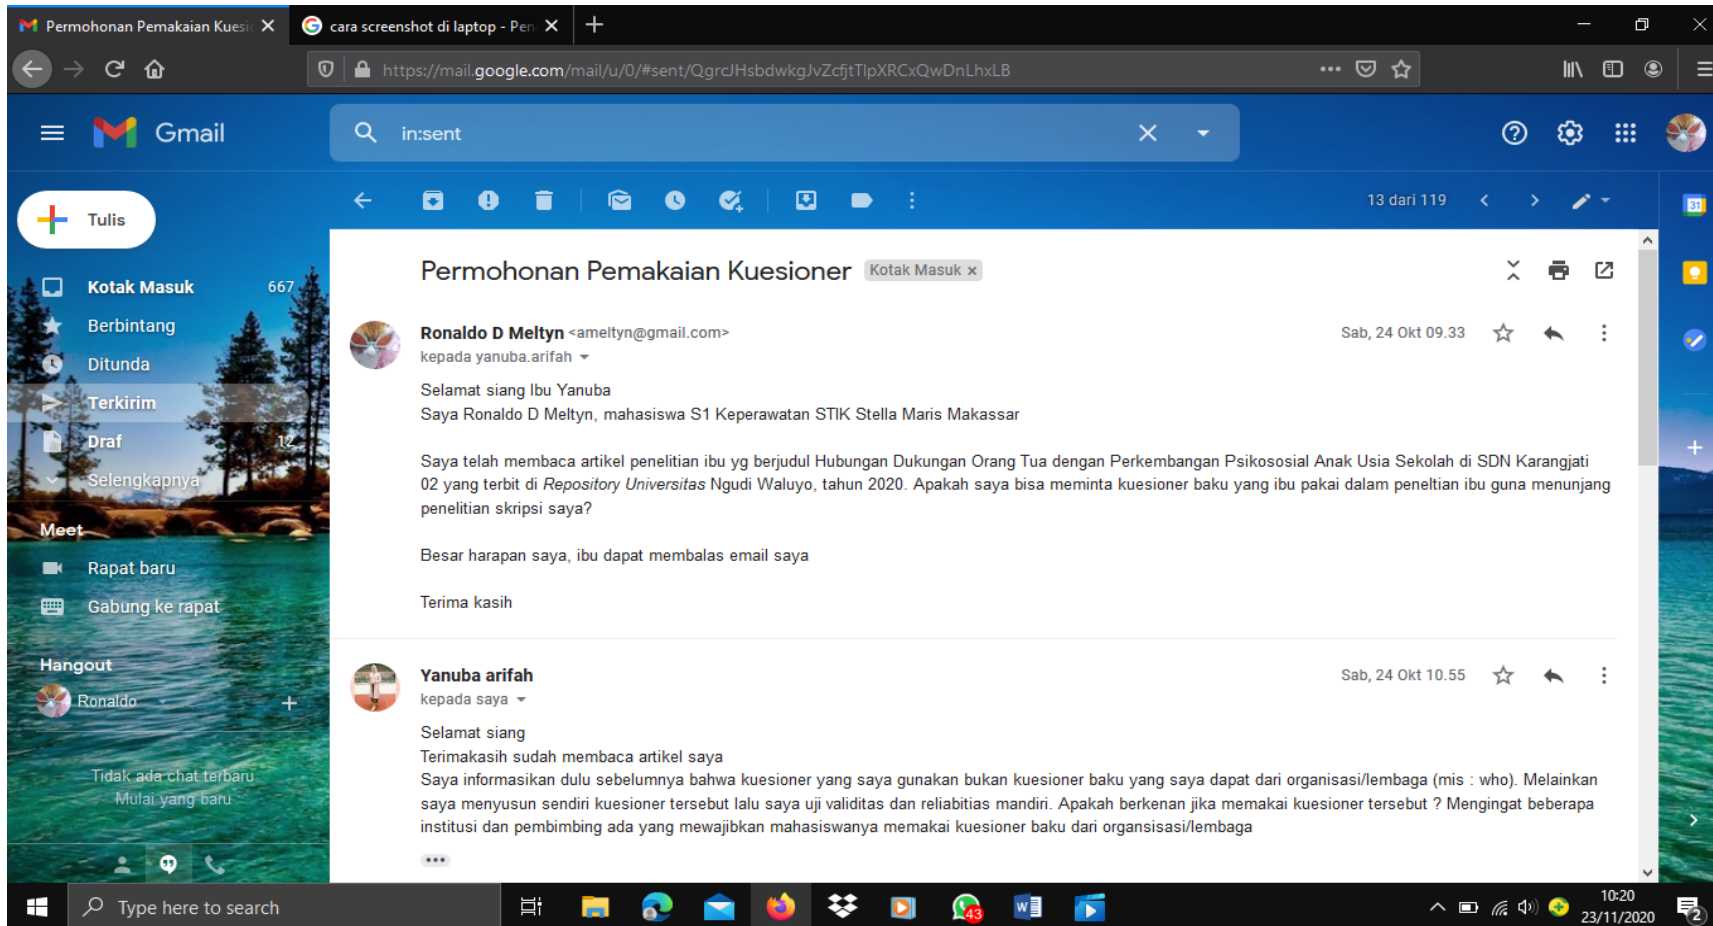 Permohonan Pemakaian Kuesio
cara screenshot di laptop - Pen
https://mail.google.com/mail/u/0/#sent/QgrcJHsbdwkgJvZcfjtTlpXRCxQwDnLhxLB
Gmail
in:sent
Tulis
13 dari 119
31
Kotak Masuk 667
Berbintang
Ditunda
Terkirim
Draf 12
Selengkapnya
Meet
Rapat baru
Gabung ke rapat
Hangout
Ronaldo
Tidak ada chat terbaru
Mulai yang baru
Permohonan Pemakaian Kuesioner Kotak Masuk x
Ronaldo D Meltyn <ameltyn@gmail.com> Sab, 24 Okt 09.33
kepada yanuba.arifah
Selamat siang Ibu Yanuba
Saya Ronaldo D Meltyn, mahasiswa S1 Keperawatan STIK Stella Maris Makassar
Saya telah membaca artikel penelitian ibu yg berjudul Hubungan Dukungan Orang Tua dengan Perkembangan Psikososial Anak Usia Sekolah di SDN Karangjati
02 yang terbit di Repository Universitas Ngudi Waluyo, tahun 2020. Apakah saya bisa meminta kuesioner baku yang ibu pakai dalam peneltian ibu guna menunjang
penelitian skripsi saya?
Besar harapan saya, ibu dapat membalas email saya
Terima kasih
Yanuba arifah Sab, 24 Okt 10.55
kepada saya
Selamat siang
Terimakasih sudah membaca artikel saya
Saya informasikan dulu sebelumnya bahwa kuesioner yang saya gunakan bukan kuesioner baku yang saya dapat dari organisasi/lembaga (mis : who). Melainkan
saya menyusun sendiri kuesioner tersebut lalu saya uji validitas dan reliabitias mandiri. Apakah berkenan jika memakai kuesioner tersebut ? Mengingat beberapa
institusi dan pembimbing ada yang mewajibkan mahasiswanya memakai kuesioner baku dari organsisasi/lembaga
Type here to search
43
10:20
23/11/2020
2